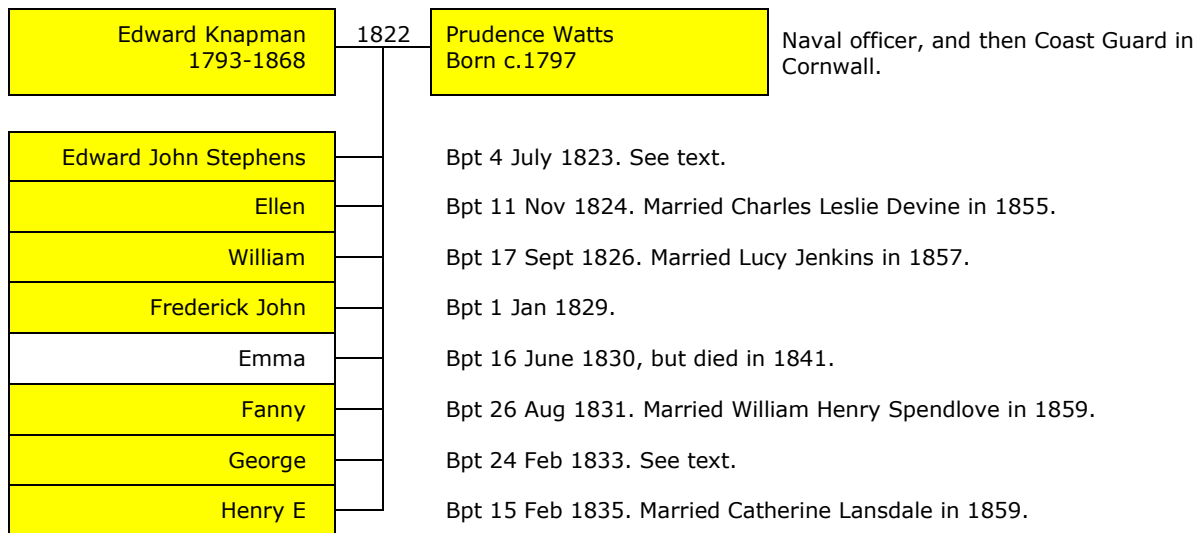 Edward Knapman
1793-1868
1822
Prudence Watts
Born c.1797
Naval officer, and then Coast Guard in
Cornwall.
Edward John Stephens
Bpt 4 July 1823. See text.
Ellen
Bpt 11 Nov 1824. Married Charles Leslie Devine in 1855.
William
Bpt 17 Sept 1826. Married Lucy Jenkins in 1857.
Frederick John
Bpt 1 Jan 1829.
Emma
Bpt 16 June 1830, but died in 1841.
Fanny
Bpt 26 Aug 1831. Married William Henry Spendlove in 1859.
George
Bpt 24 Feb 1833. See text.
Henry E
Bpt 15 Feb 1835. Married Catherine Lansdale in 1859.